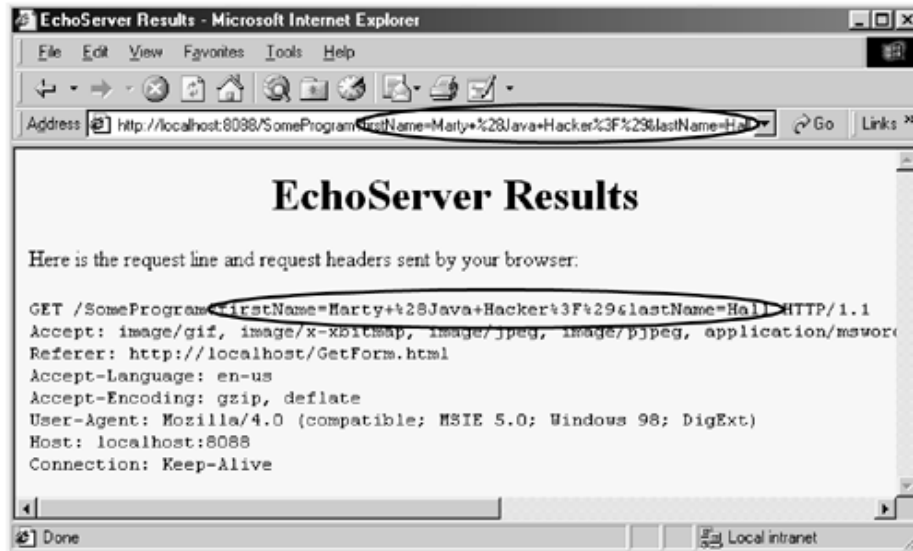 EchoServer Results - Microsoft Internet Explorer
File Edit View Favorites Tools Help
Address http://localhost:8088/SomeProgram?firstName=Marty+%28Java+Hacker%3F%29&lastName=Hall Go Links »
EchoServer Results
Here is the request line and request headers sent by your browser:
GET /SomeProgram?firstName=Marty+%28Java+Hacker%3F%29&lastName=Hall HTTP/1.1
Accept: image/gif, image/x-xbitmap, image/jpeg, image/pjpeg, application/msword
Referer: http://localhost/GetForm.html
Accept-Language: en-us
Accept-Encoding: gzip, deflate
User-Agent: Mozilla/4.0 (compatible; MSIE 5.0; Windows 98; DigExt)
Host: localhost:8088
Connection: Keep-Alive
Done Local intranet